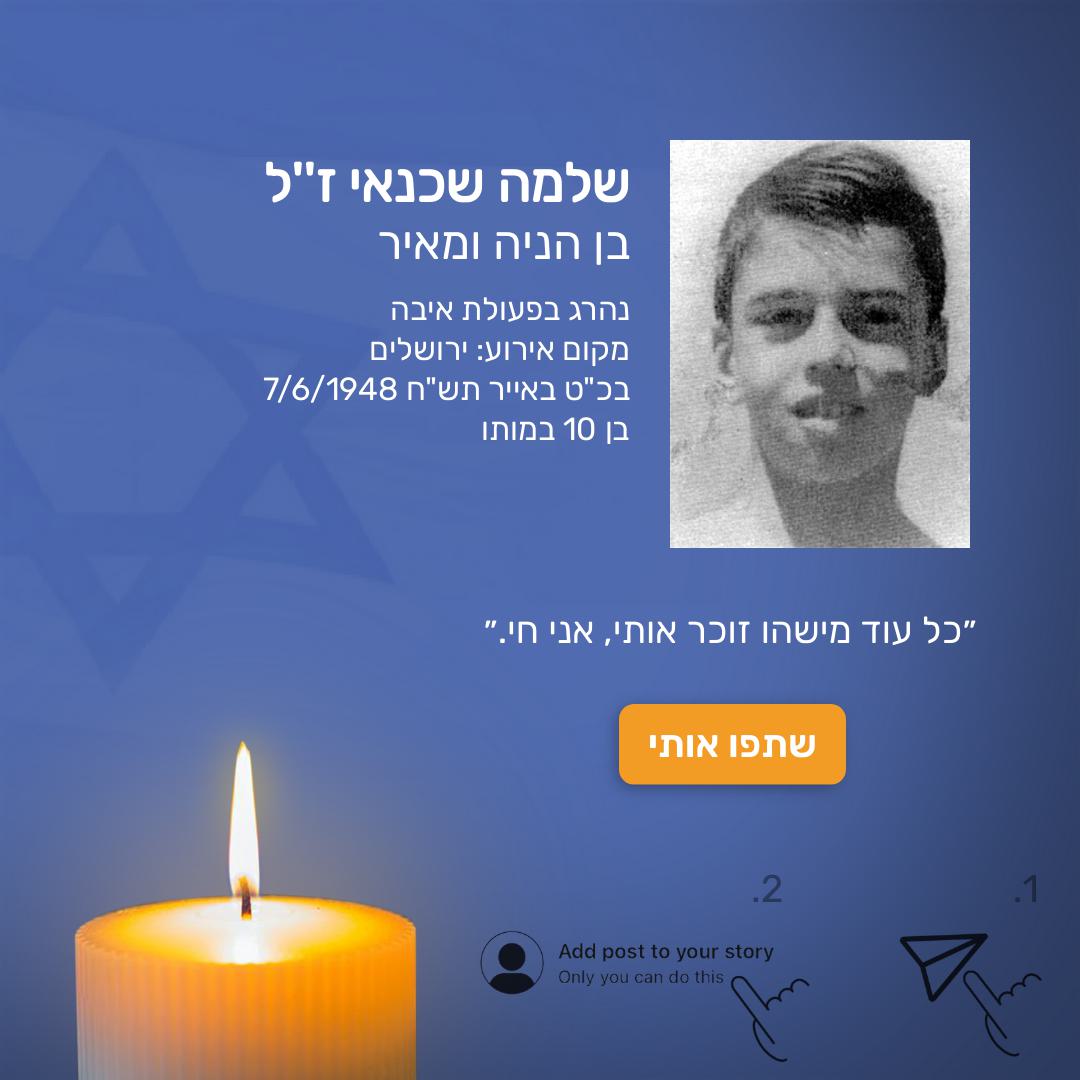 שלמה שכנאי ז"ל
בן הניה ומאיר
נהרג בפעולת איבה
מקום אירוע: ירושלים
בכ"ט באייר תש"ח 7/6/1948
בן 10 במותו
״כל עוד מישהו זוכר אותי, אני חי.״
שתפו אותי
1.
2.
Add post to your story
Only you can do this